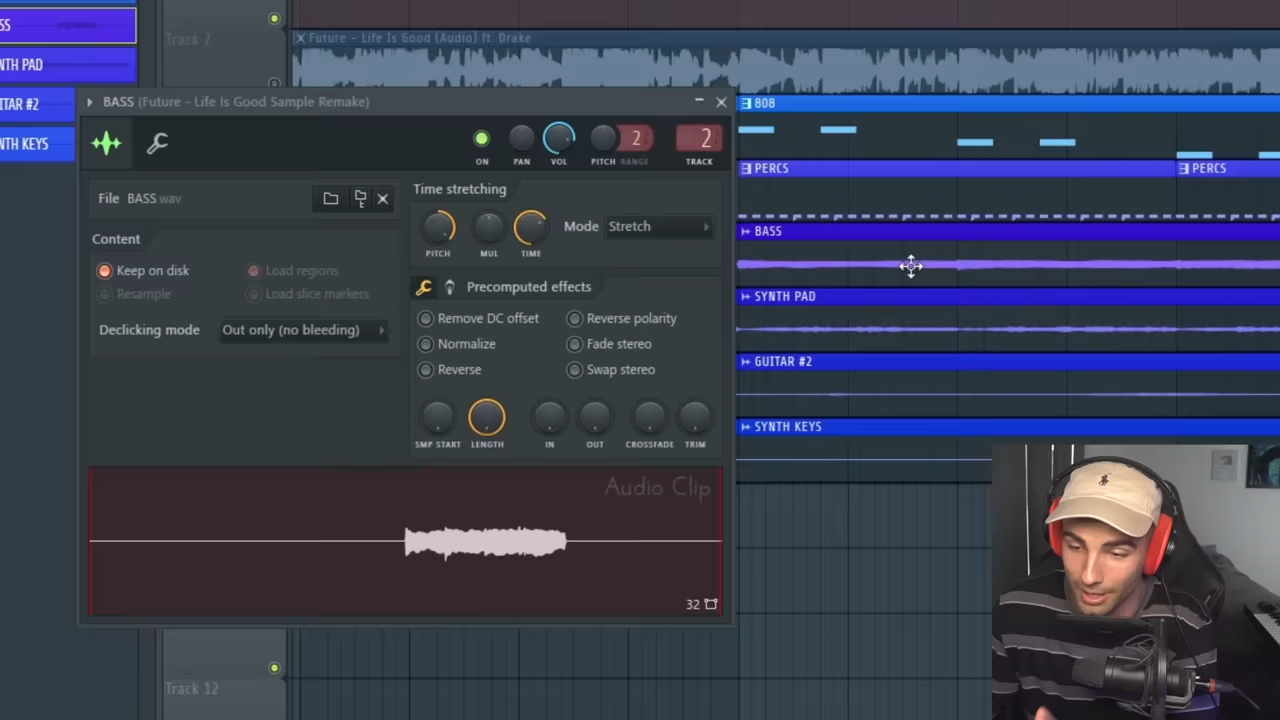 SS
NTH PAD
ITAR #2
NTH KEYS
Track 2
Future - Life Is Good (Audio) ft. Drake
BASS (Future - Life Is Good Sample Remake)
2
2
ON
PAN
VOL
PITCH
RANGE
TRACK
File BASS.wav
Content
Keep on disk
Load regions
Resample
Load slice markers
Declicking mode
Out only (no bleeding)
Time stretching
PITCH
MUL
TIME
Mode
Stretch
Precomputed effects
Remove DC offset
Reverse polarity
Normalize
Fade stereo
Reverse
Swap stereo
SMP START
LENGTH
IN
OUT
CROSSFADE
TRIM
Audio Clip
32
808
PERCS
PERCS
BASS
SYNTH PAD
GUITAR #2
SYNTH KEYS
Track 12